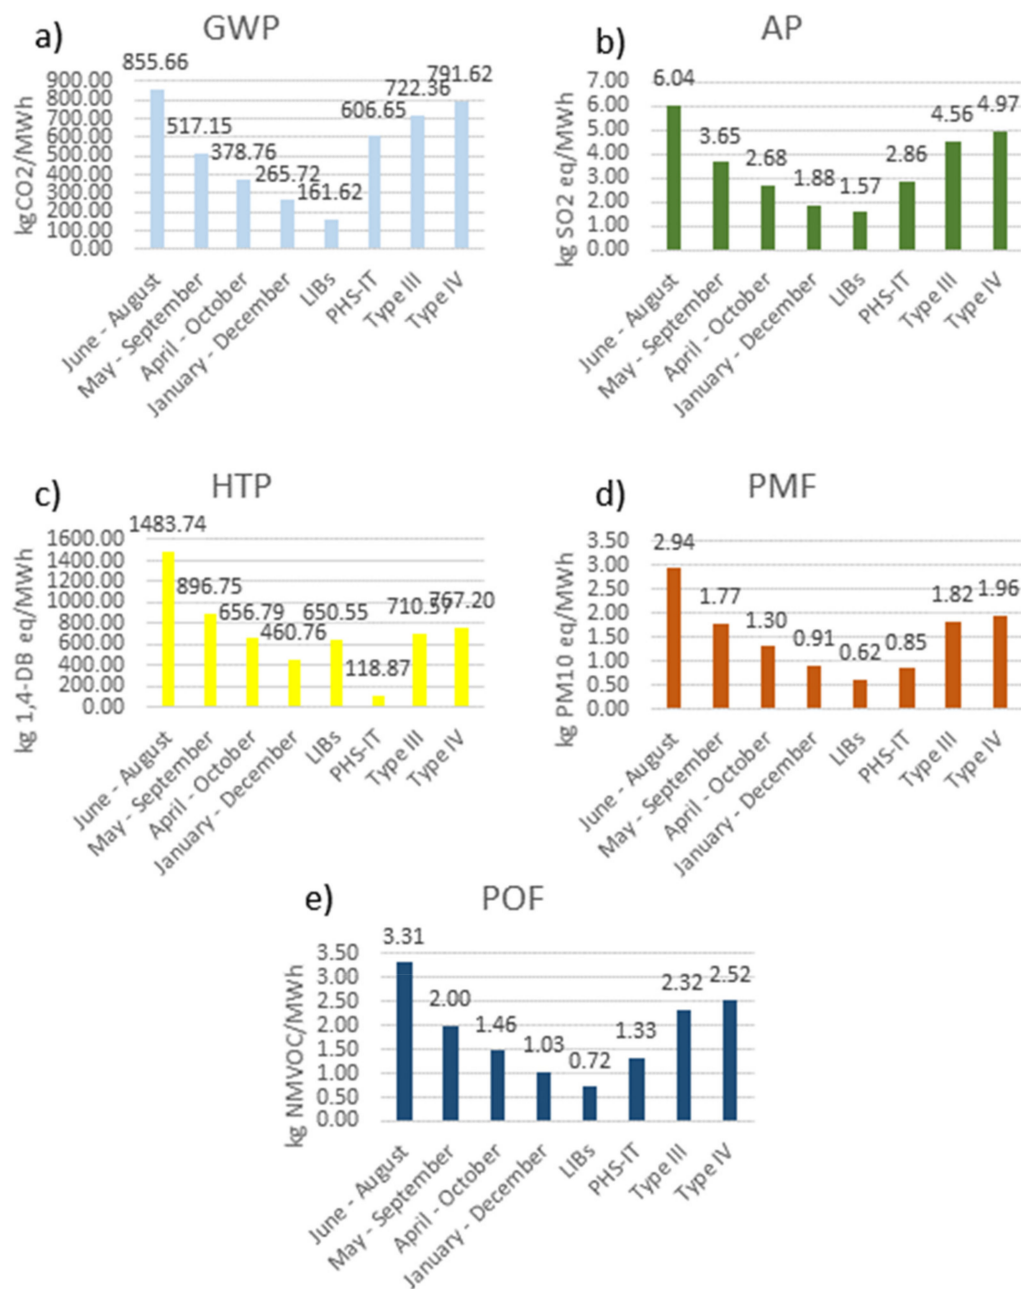 a)
GWP
kgCO2/MWh
900.00
800.00
700.00
600.00
500.00
400.00
300.00
200.00
100.00
0.00
855.66
517.15
378.76
265.72
161.62
606.65
722.36
791.62
June - August
May - September
April - October
January - December
LIBs
PHS-IT
Type III
Type IV
b)
AP
kg SO2 eq/MWh
7.00
6.00
5.00
4.00
3.00
2.00
1.00
0.00
6.04
3.65
2.68
1.88
1.57
2.86
4.56
4.97
June - August
May - September
April - October
January - December
LIBs
PHS-IT
Type III
Type IV
c)
HTP
kg 1,4-DB eq/MWh
1600.00
1400.00
1200.00
1000.00
800.00
600.00
400.00
200.00
0.00
1483.74
896.75
656.79
460.76
650.55
118.87
710.57
767.20
June - August
May - September
April - October
January - December
LIBs
PHS-IT
Type III
Type IV
d)
PMF
kg PM10 eq/MWh
3.50
3.00
2.50
2.00
1.50
1.00
0.50
0.00
2.94
1.77
1.30
0.91
0.62
0.85
1.82
1.96
June - August
May - September
April - October
January - December
LIBs
PHS-IT
Type III
Type IV
e)
POF
kg NMVOC/MWh
3.50
3.00
2.50
2.00
1.50
1.00
0.50
0.00
3.31
2.00
1.46
1.03
0.72
1.33
2.32
2.52
June - August
May - September
April - October
January - December
LIBs
PHS-IT
Type III
Type IV